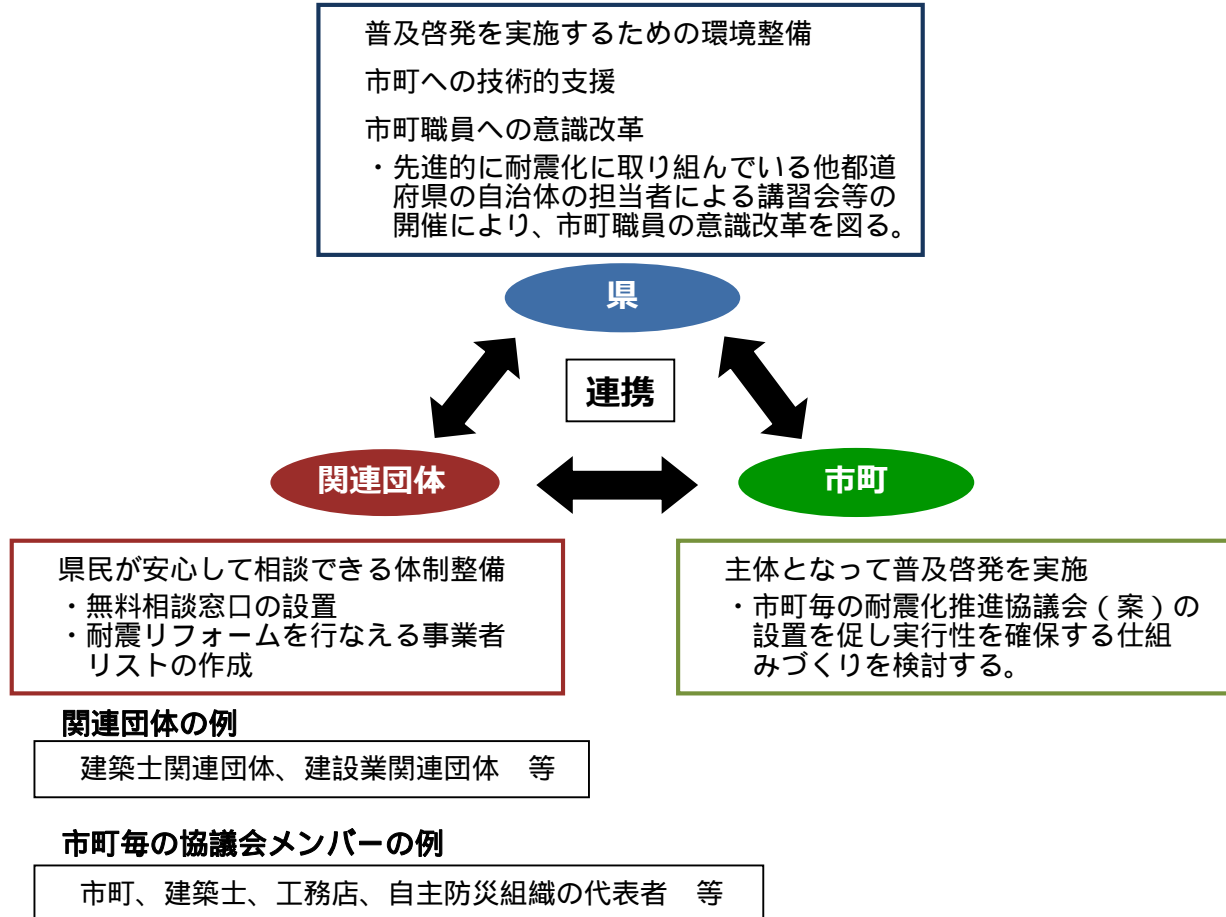 普及啓発を実施するための環境整備
市町への技術的支援
市町職員への意識改革
・先進的に耐震化に取り組んでいる他都道
府県の自治体の担当者による講習会等の
開催により、市町職員の意識改革を図る。
県
連携
関連団体
市町
県民が安心して相談できる体制整備
・無料相談窓口の設置
・耐震リフォームを行なえる事業者
リストの作成
主体となって普及啓発を実施
・市町毎の耐震化推進協議会（案）の
設置を促し実行性を確保する仕組
みづくりを検討する。
関連団体の例
建築士関連団体、建設業関連団体　等
市町毎の協議会メンバーの例
市町、建築士、工務店、自主防災組織の代表者　等